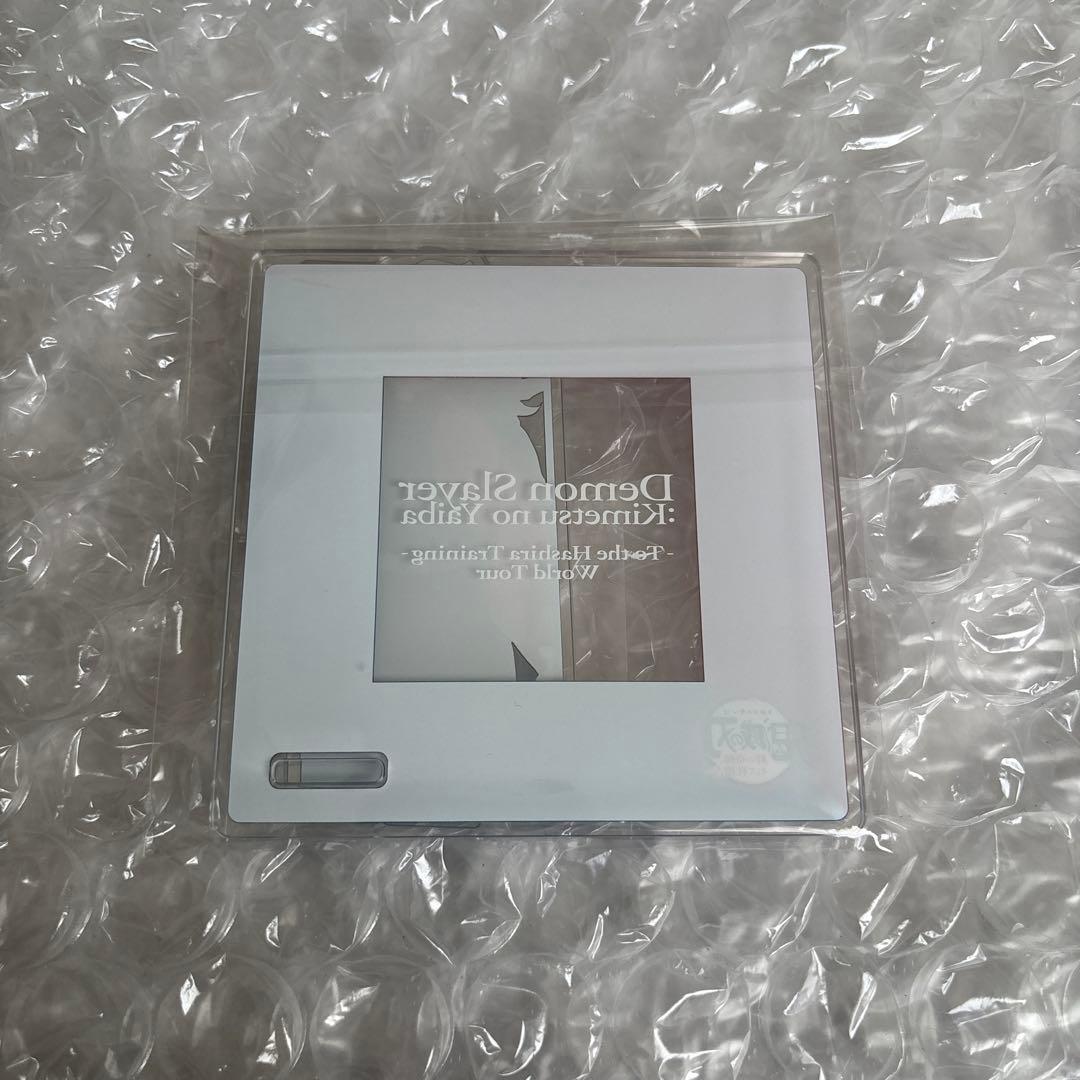 Demon Slayer
:Kimetsu no Yaiba
-To the Hashira Training-
World Tour